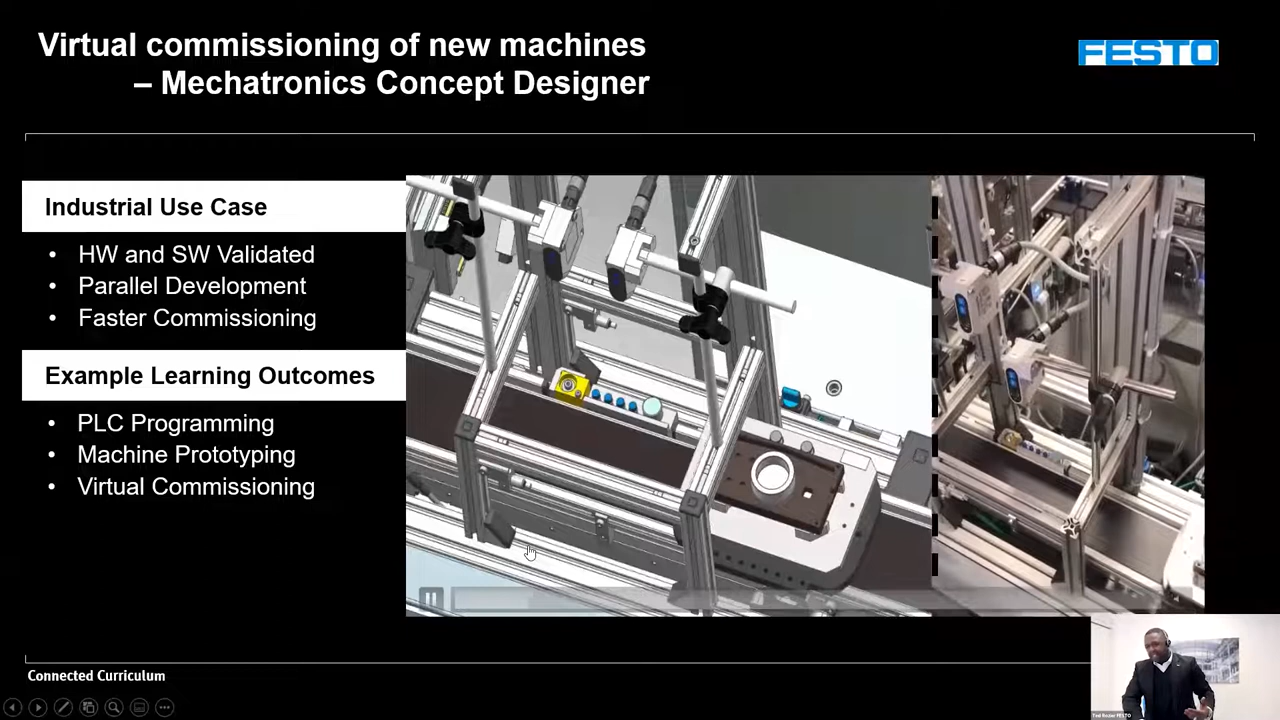 Virtual commissioning of new machines
– Mechatronics Concept Designer
FESTO
Industrial Use Case
• HW and SW Validated
• Parallel Development
• Faster Commissioning
Example Learning Outcomes
• PLC Programming
• Machine Prototyping
• Virtual Commissioning
Connected Curriculum